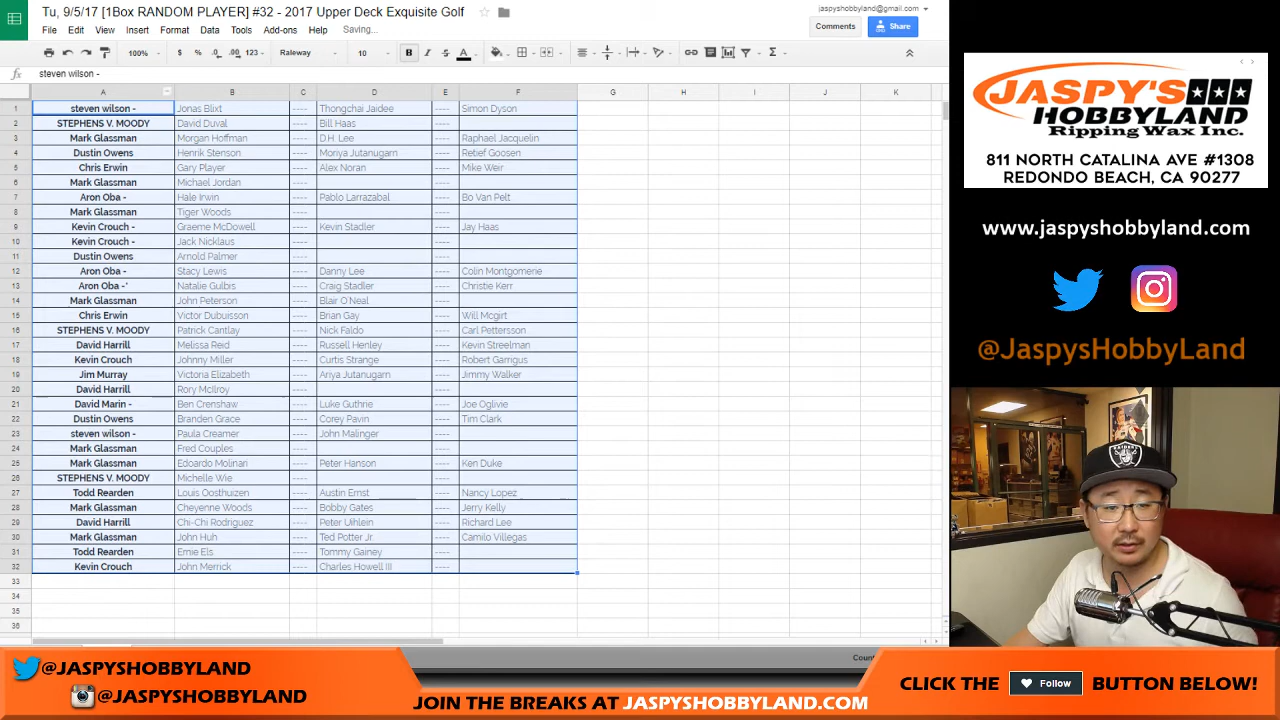 Tu, 9/5/17 [1Box RANDOM PLAYER] #32 - 2017 Upper Deck Exquisite Golf
jaspyshobbyland@gmail.com
File Edit View Insert Format Data Tools Add-ons Help Saving...
Comments Share
100% $ % .0 .00 123 Raleway 10 B I A
fx steven wilson -
A B C D E F G H I J K
1 steven wilson - Jonas Blixt ---- Thongchai Jaidee ---- Simon Dyson
2 STEPHENS V. MOODY David Duval ---- Bill Haas ----
3 Mark Glassman Morgan Hoffman ---- D.H. Lee ---- Raphael Jacquelin
4 Dustin Owens Henrik Stenson ---- Moriya Jutanugarn ---- Retief Goosen
5 Chris Erwin Gary Player ---- Alex Noran ---- Mike Weir
6 Mark Glassman Michael Jordan ---- ----
7 Aron Oba - Hale Irwin ---- Pablo Larrazabal ---- Bo Van Pelt
8 Mark Glassman Tiger Woods ---- ----
9 Kevin Crouch - Graeme McDowell ---- Kevin Stadler ---- Jay Haas
10 Kevin Crouch - Jack Nicklaus ---- ----
11 Dustin Owens Arnold Palmer ---- ----
12 Aron Oba - Stacy Lewis ---- Danny Lee ---- Colin Montgomerie
13 Aron Oba -* Natalie Gulbis ---- Craig Stadler ---- Christie Kerr
14 Mark Glassman John Peterson ---- Blair O'Neal ----
15 Chris Erwin Victor Dubuisson ---- Brian Gay ---- Will Mcgirt
16 STEPHENS V. MOODY Patrick Cantlay ---- Nick Faldo ---- Carl Pettersson
17 David Harrill Melissa Reid ---- Russell Henley ---- Kevin Streelman
18 Kevin Crouch Johnny Miller ---- Curtis Strange ---- Robert Garrigus
19 Jim Murray Victoria Elizabeth ---- Ariya Jutanugarn ---- Jimmy Walker
20 David Harrill Rory McIlroy ---- ----
21 David Marin - Ben Crenshaw ---- Luke Guthrie ---- Joe Oglivie
22 Dustin Owens Branden Grace ---- Corey Pavin ---- Tim Clark
23 steven wilson - Paula Creamer ---- John Malinger ----
24 Mark Glassman Fred Couples ---- ----
25 Mark Glassman Edoardo Molinan ---- Peter Hanson ---- Ken Duke
26 STEPHENS V. MOODY Michelle Wie ---- ----
27 Todd Rearden Louis Oosthuizen ---- Austin Ernst ---- Nancy Lopez
28 Mark Glassman Cheyenne Woods ---- Bobby Gates ---- Jerry Kelly
29 David Harrill Chi-Chi Rodriguez ---- Peter Uihlein ---- Richard Lee
30 Mark Glassman John Huh ---- Ted Potter Jr. ---- Camilo Villegas
31 Todd Rearden Ernie Els ---- Tommy Gainey ----
32 Kevin Crouch John Merrick ---- Charles Howell III ----
33
34
35
36
JASPY'S
HOBBYLAND
Ripping Wax Inc.
811 NORTH CATALINA AVE #1308
REDONDO BEACH, CA 90277
www.jaspyshobbyland.com
@JaspysHobbyLand
RAIDERS
@JASPYSHOBBYLAND
@JASPYSHOBBYLAND
JOIN THE BREAKS AT JASPYSHOBBYLAND.COM
CLICK THE Follow BUTTON BELOW!